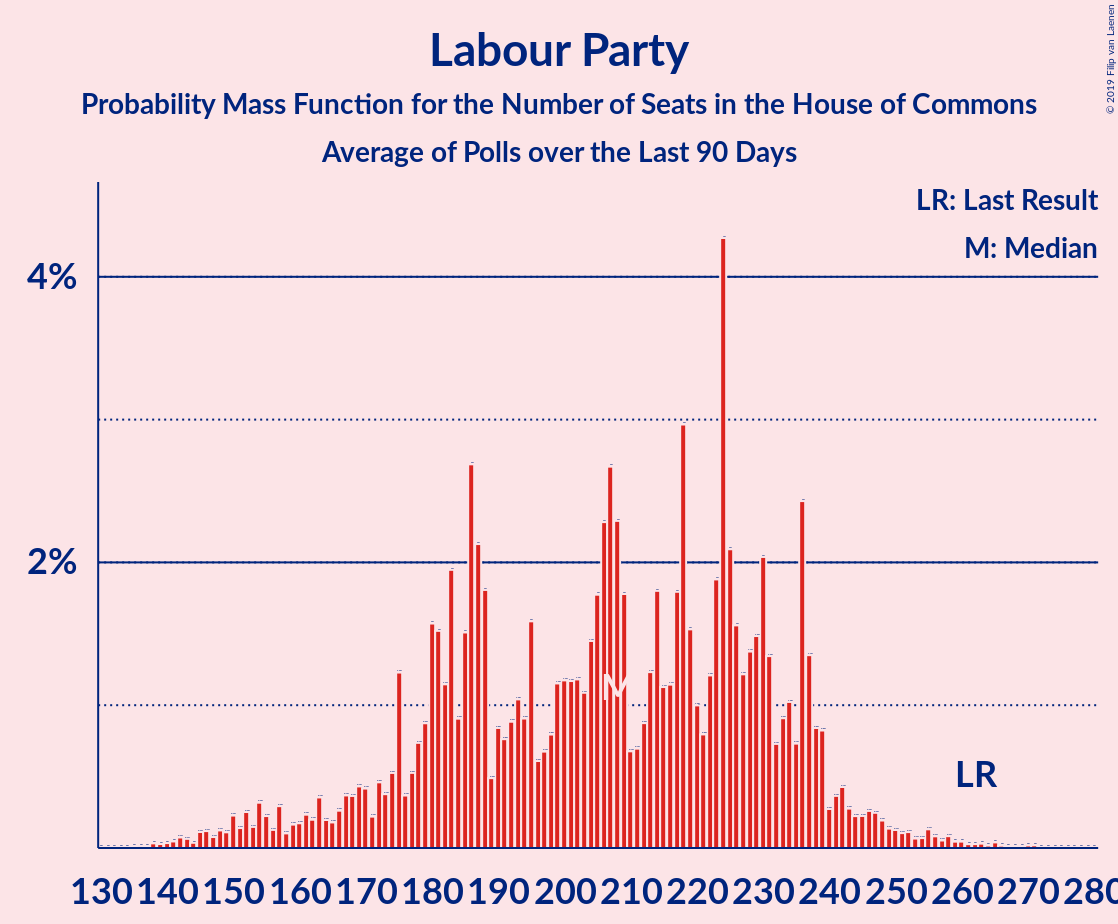 Labour Party
Probability Mass Function for the Number of Seats in the House of Commons
Average of Polls over the Last 90 Days
© 2019 Filip van Laenen
LR: Last Result
M: Median
4%
2%
M
LR
130 140 150 160 170 180 190 200 210 220 230 240 250 260 270 280